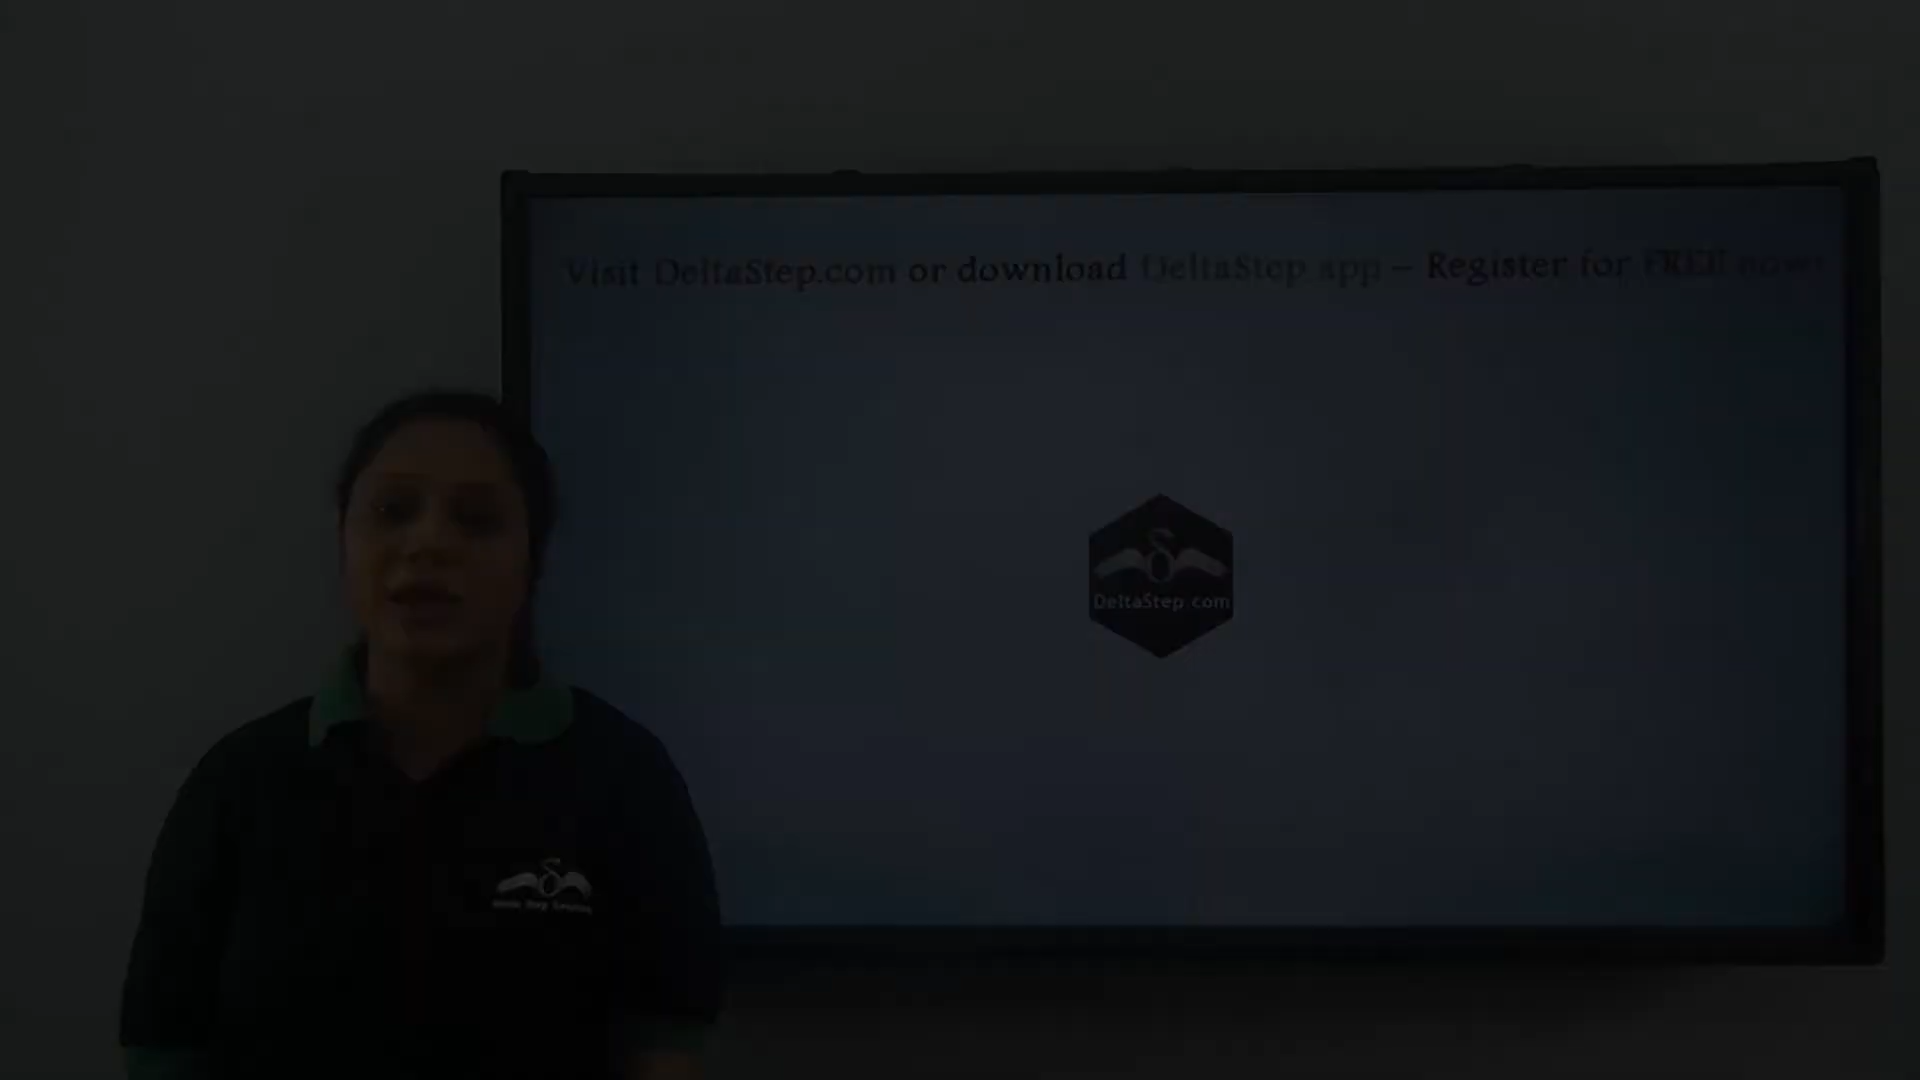 Visit DeltaStep.com or download DeltaStep app – Register for FREE now!
DeltaStep.com